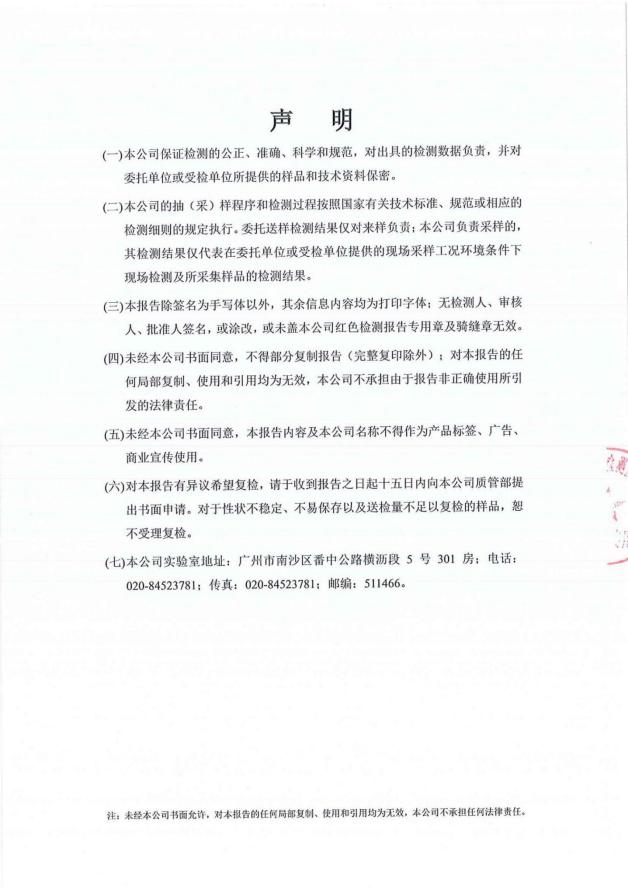 声 明
(一)本公司保证检测的公正、准确、科学和规范，对出具的检测数据负责，并对
委托单位或受检单位所提供的样品和技术资料保密。
(二)本公司的抽（采）样程序和检测过程按照国家有关技术标准、规范或相应的
检测细则的规定执行。委托送样检测结果仅对来样负责；本公司负责采样的，
其检测结果仅代表在委托单位或受检单位提供的现场采样工况环境条件下
现场检测及所采集样品的检测结果。
(三)本报告除签名为手写体以外，其余信息内容均为打印字体；无检测人、审核
人、批准人签名，或涂改，或未盖本公司红色检测报告专用章及骑缝章无效。
(四)未经本公司书面同意，不得部分复制报告（完整复印除外）；对本报告的任
何局部复制、使用和引用均为无效，本公司不承担由于报告非正确使用所引
发的法律责任。
(五)未经本公司书面同意，本报告内容及本公司名称不得作为产品标签、广告、
商业宣传使用。
(六)对本报告有异议希望复检，请于收到报告之日起十五日内向本公司质管部提
出书面申请。对于性状不稳定、不易保存以及送检量不足以复检的样品，恕
不受理复检。
(七)本公司实验室地址：广州市南沙区番中公路横沥段 5 号 301 房；电话：
020-84523781；传真：020-84523781；邮编：511466。
注：未经本公司书面允许，对本报告的任何局部复制、使用和引用均为无效，本公司不承担任何法律责任。